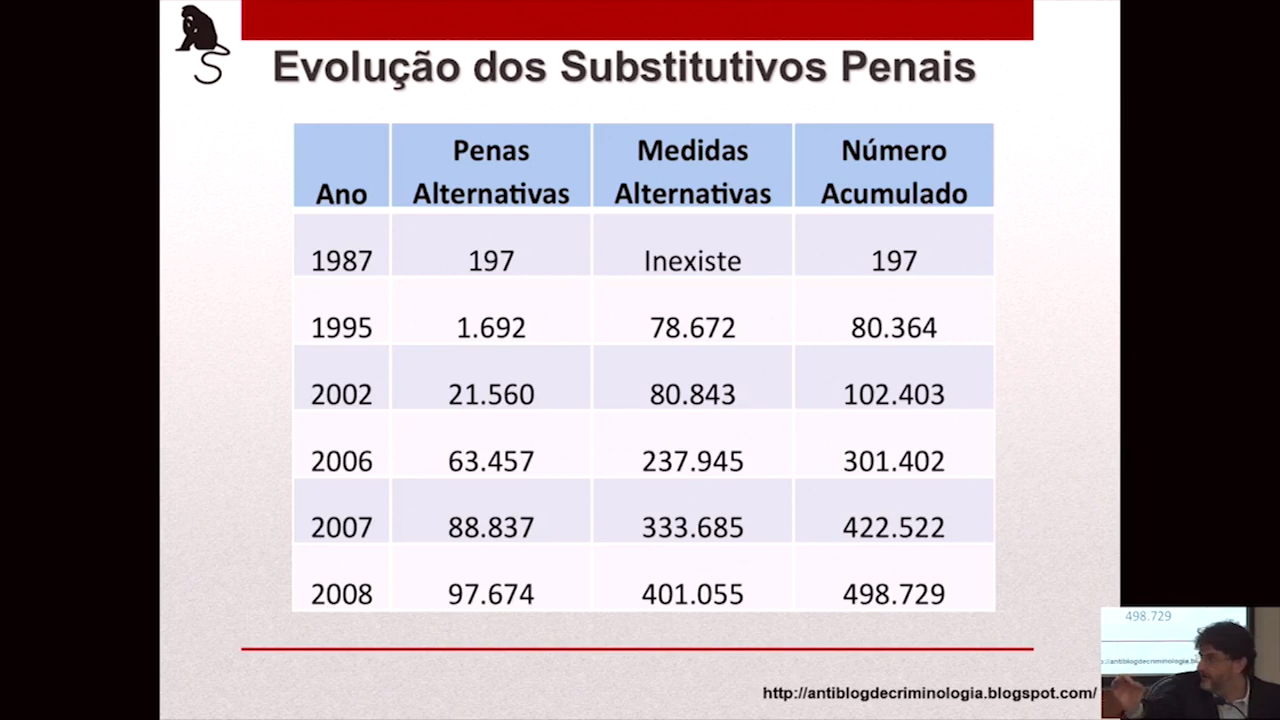 Evolução dos Substitutivos Penais
Ano Penas Alternativas Medidas Alternativas Número Acumulado
1987 197 Inexiste 197
1995 1.692 78.672 80.364
2002 21.560 80.843 102.403
2006 63.457 237.945 301.402
2007 88.837 333.685 422.522
2008 97.674 401.055 498.729
http://antiblogdecriminologia.blogspot.com/
498.729
://antiblogdecriminologia.bl